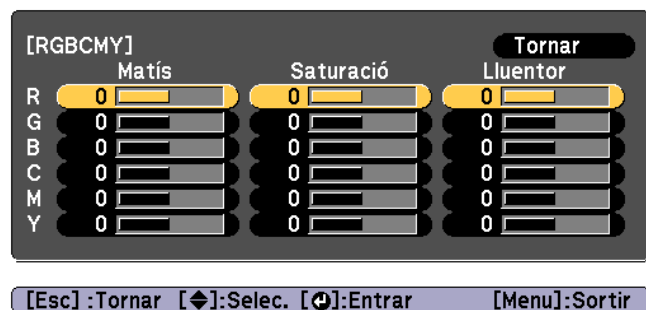 [RGBCMY] Tornar
Matís Saturació Lluentor
R 0 0 0
G 0 0 0
B 0 0 0
C 0 0 0
M 0 0 0
Y 0 0 0
[Esc] :Tornar [◆]:Selec. [⏎]:Entrar [Menu]:Sortir